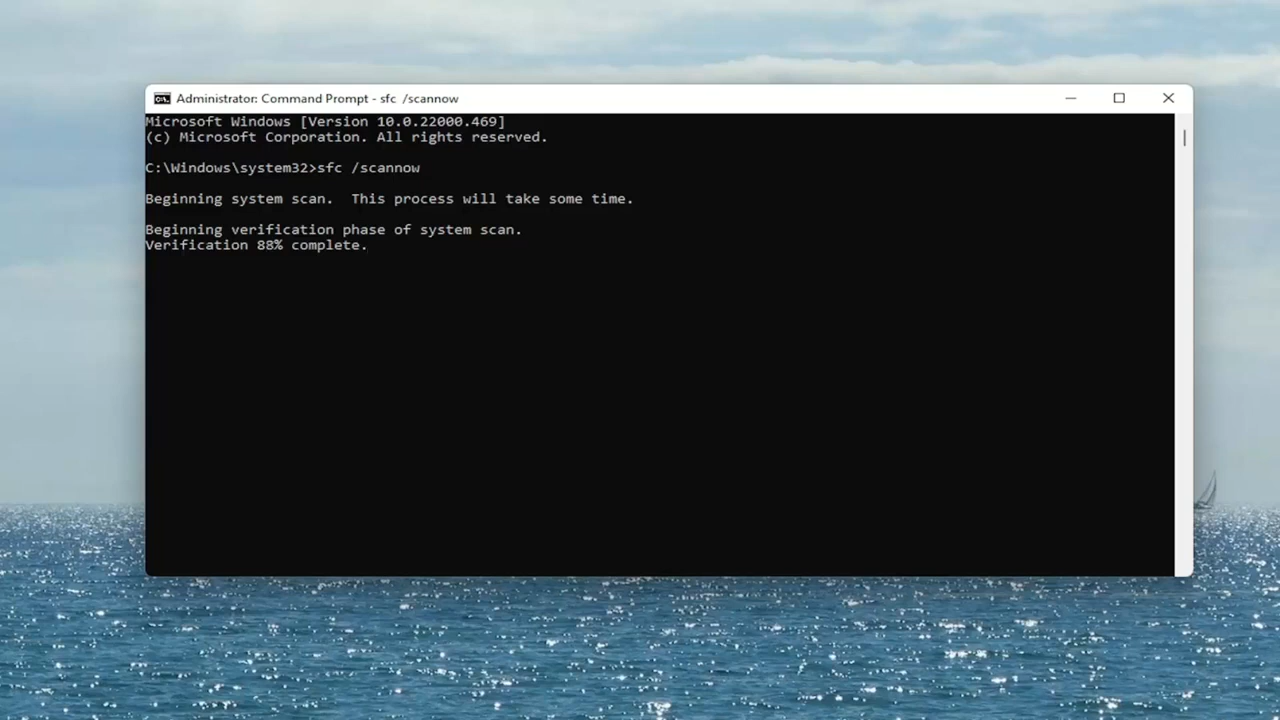 Administrator: Command Prompt - sfc  /scannow
Microsoft Windows [Version 10.0.22000.469]
(c) Microsoft Corporation. All rights reserved.
C:\Windows\system32>sfc /scannow
Beginning system scan.  This process will take some time.
Beginning verification phase of system scan.
Verification 88% complete.